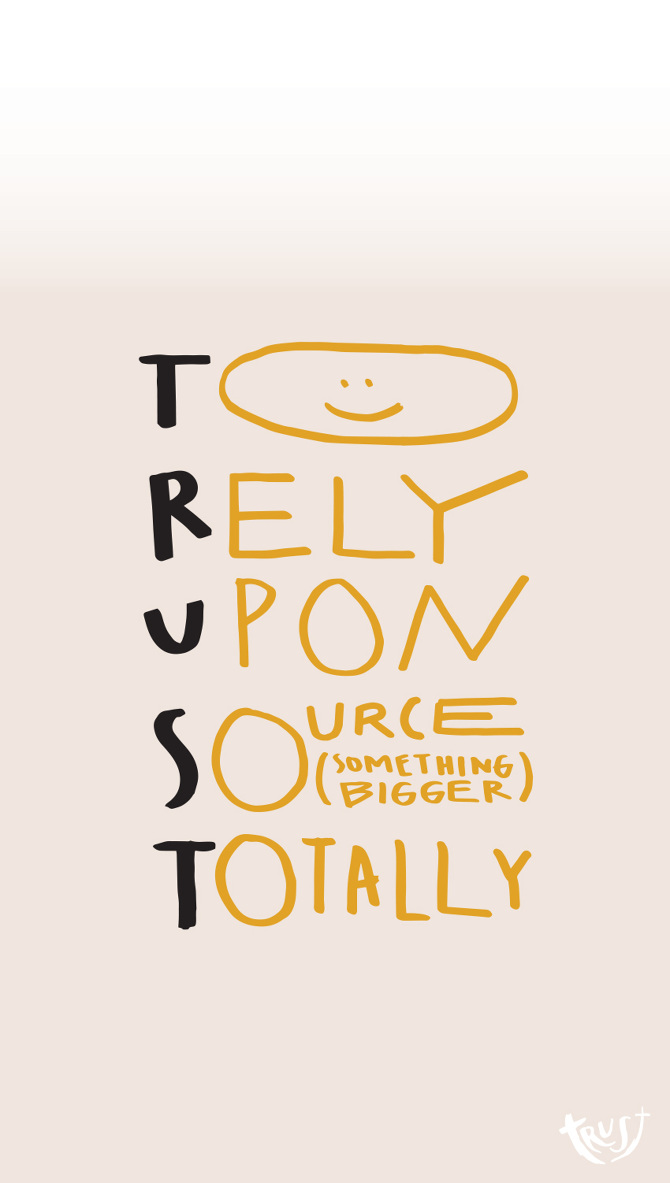 TO
RELY
UPON
SOURCE
(SOMETHING
BIGGER)
TOTALLY
TRUST